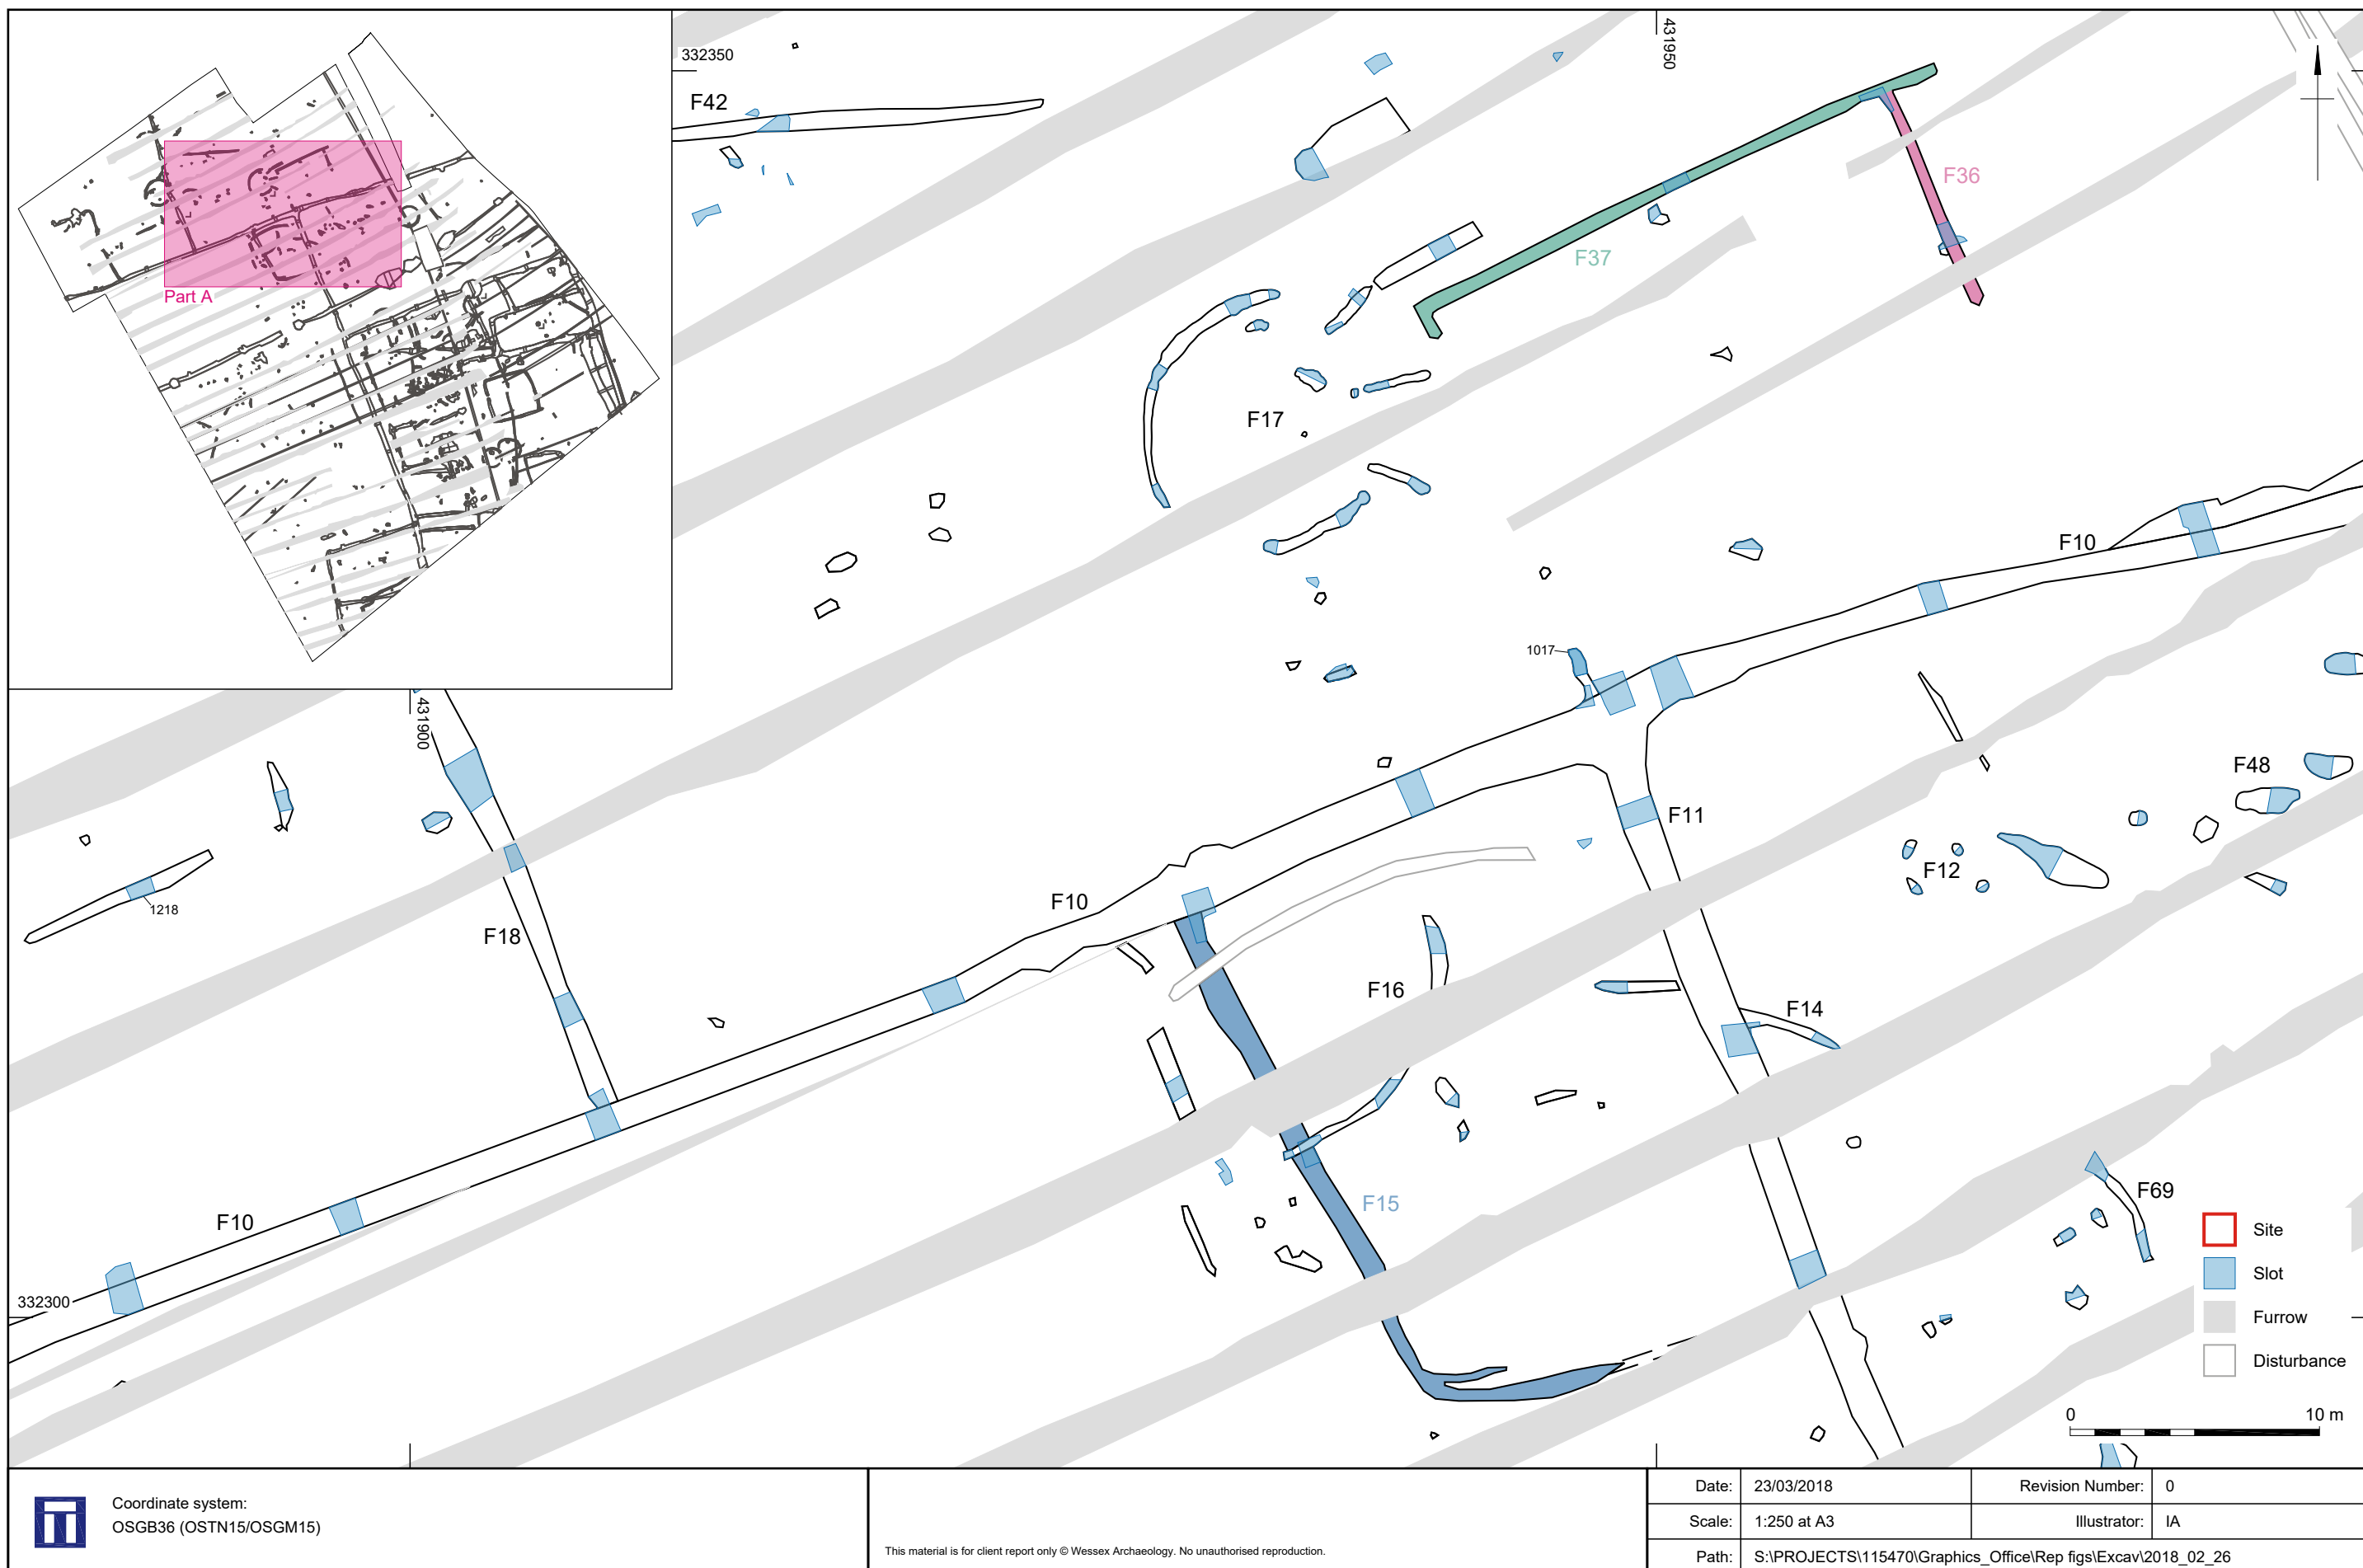 Part A
332350
431950
F42
F36
F37
F17
F10
1017
431900
F48
F11
F12
1218
F10
F18
F16
F14
F69
F15
F10
332300
Site
Slot
Furrow
Disturbance
0 10 m
Coordinate system:
OSGB36 (OSTN15/OSGM15)
This material is for client report only © Wessex Archaeology. No unauthorised reproduction.
Date: 23/03/2018 Revision Number: 0
Scale: 1:250 at A3 Illustrator: IA
Path: S:\PROJECTS\115470\Graphics_Office\Rep figs\Excav\2018_02_26